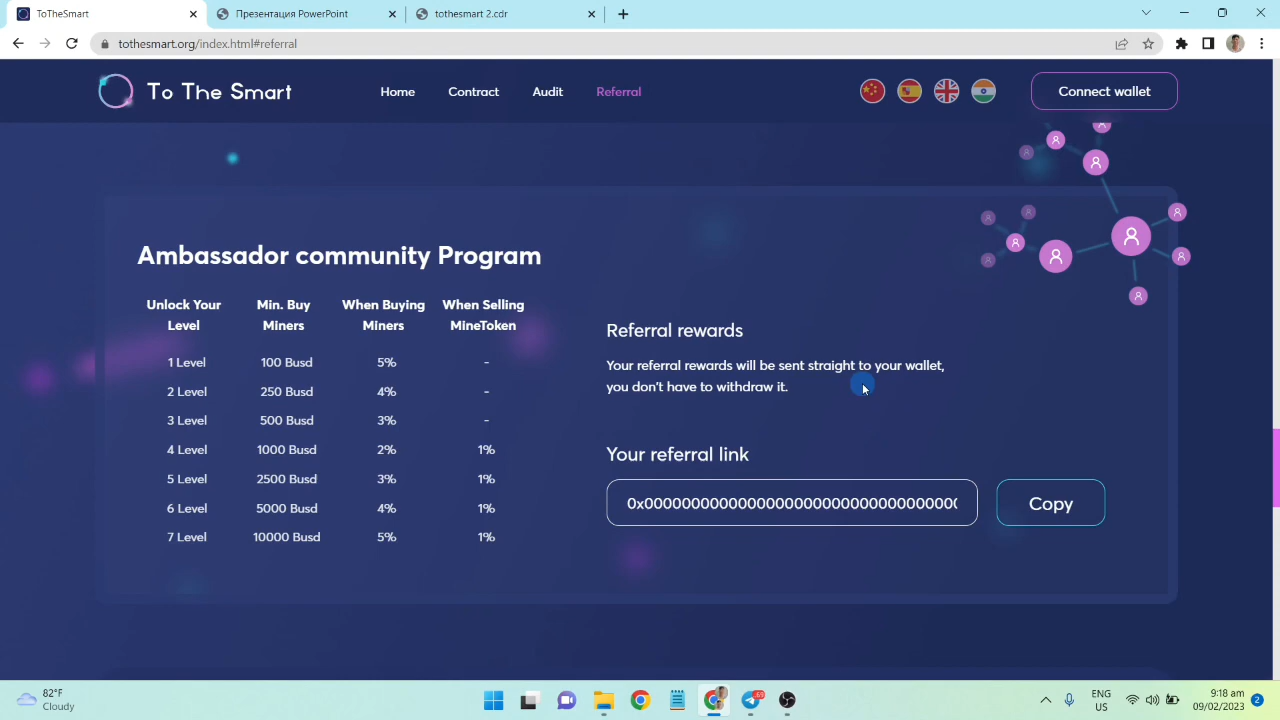 ToTheSmart
Презентация PowerPoint
tothesmart 2.cdr
tothesmart.org/index.html#referral
To The Smart
Home
Contract
Audit
Referral
Connect wallet
Ambassador community Program
Unlock Your Level
Min. Buy Miners
When Buying Miners
When Selling MineToken
1 Level 100 Busd 5% -
2 Level 250 Busd 4% -
3 Level 500 Busd 3% -
4 Level 1000 Busd 2% 1%
5 Level 2500 Busd 3% 1%
6 Level 5000 Busd 4% 1%
7 Level 10000 Busd 5% 1%
Referral rewards
Your referral rewards will be sent straight to your wallet,
you don't have to withdraw it.
Your referral link
Copy
82°F
Cloudy
ENG
US
9:18 am
09/02/2023
2